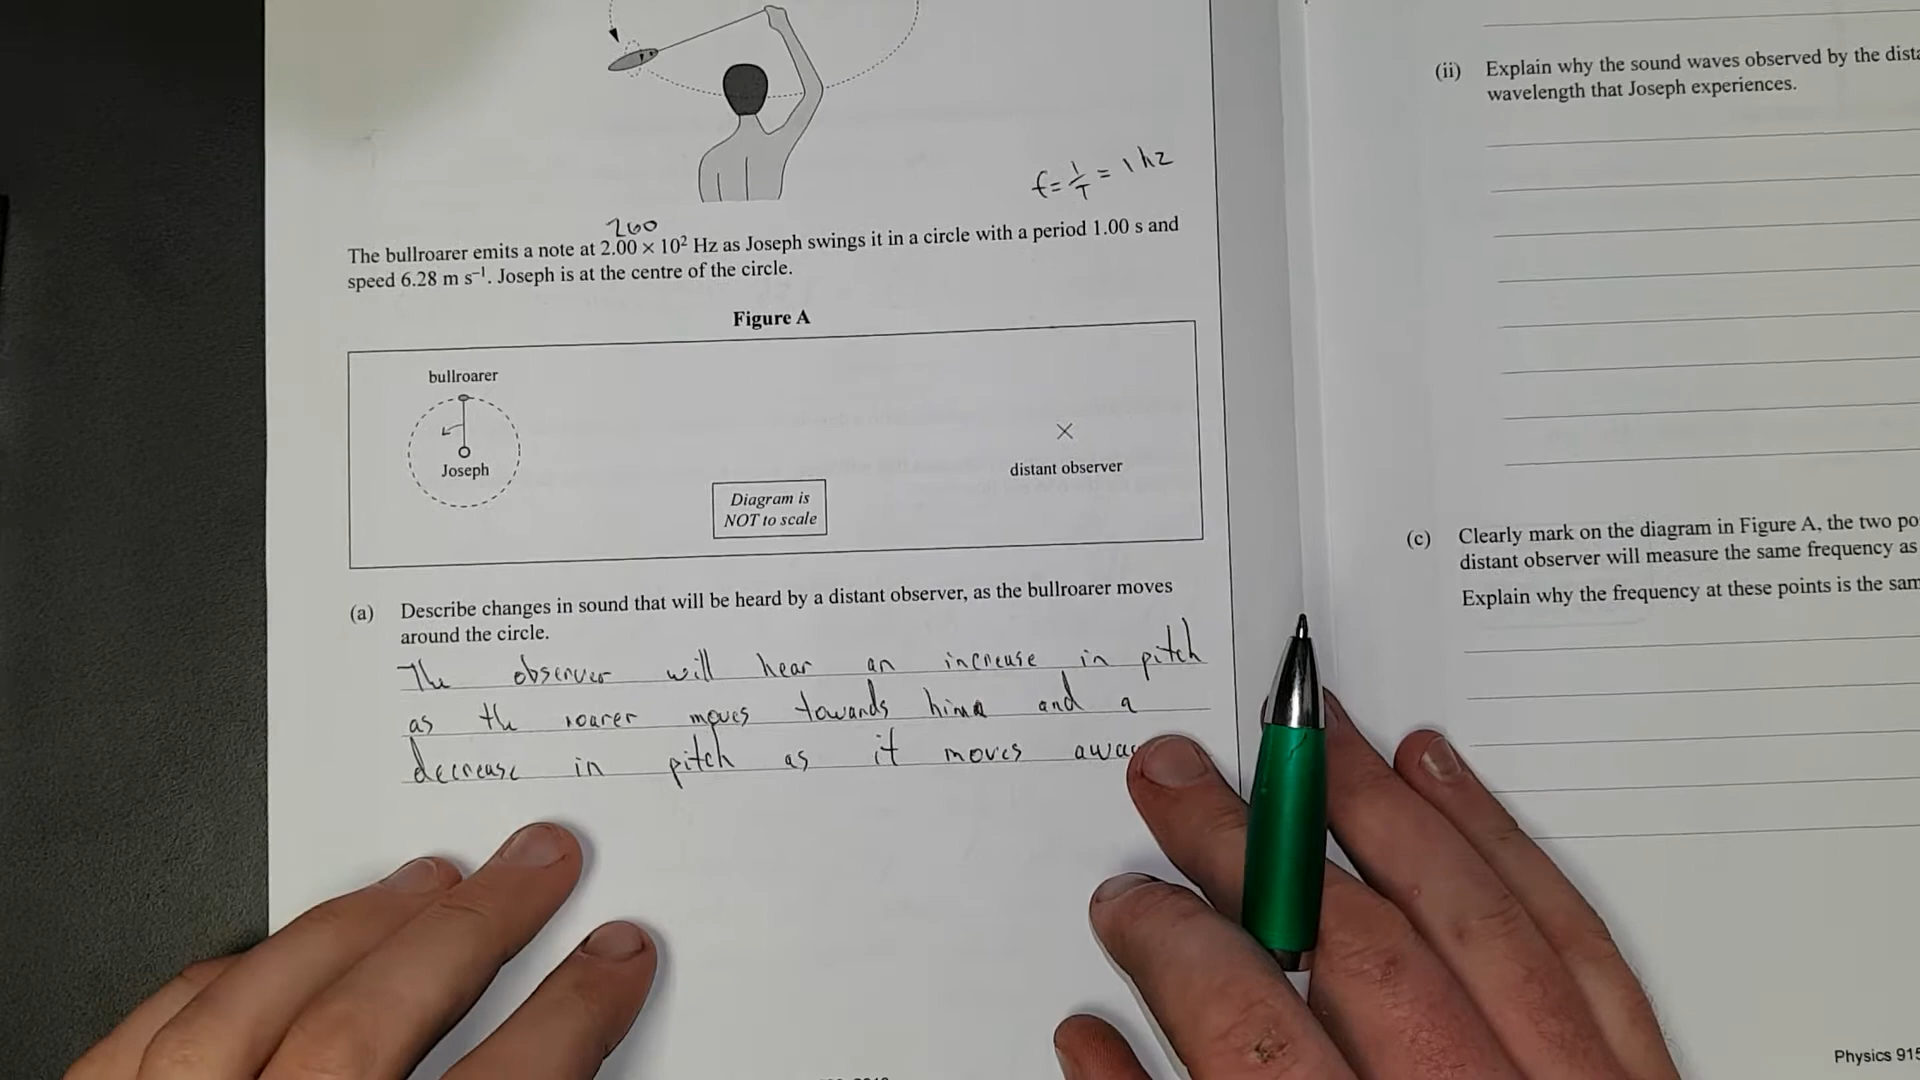 (ii) Explain why the sound waves observed by the dista
wavelength that Joseph experiences.
f = 1/T = 1 hz
200
The bullroarer emits a note at 2.00 × 10² Hz as Joseph swings it in a circle with a period 1.00 s and
speed 6.28 m s⁻¹. Joseph is at the centre of the circle.
Figure A
bullroarer
Joseph
distant observer
Diagram is
NOT to scale
(a) Describe changes in sound that will be heard by a distant observer, as the bullroarer moves
around the circle.
The observer will hear an increase in pitch
as the roarer moves towards him and a
decrease in pitch as it moves away
(c) Clearly mark on the diagram in Figure A, the two po
distant observer will measure the same frequency as
Explain why the frequency at these points is the sam
Physics 915